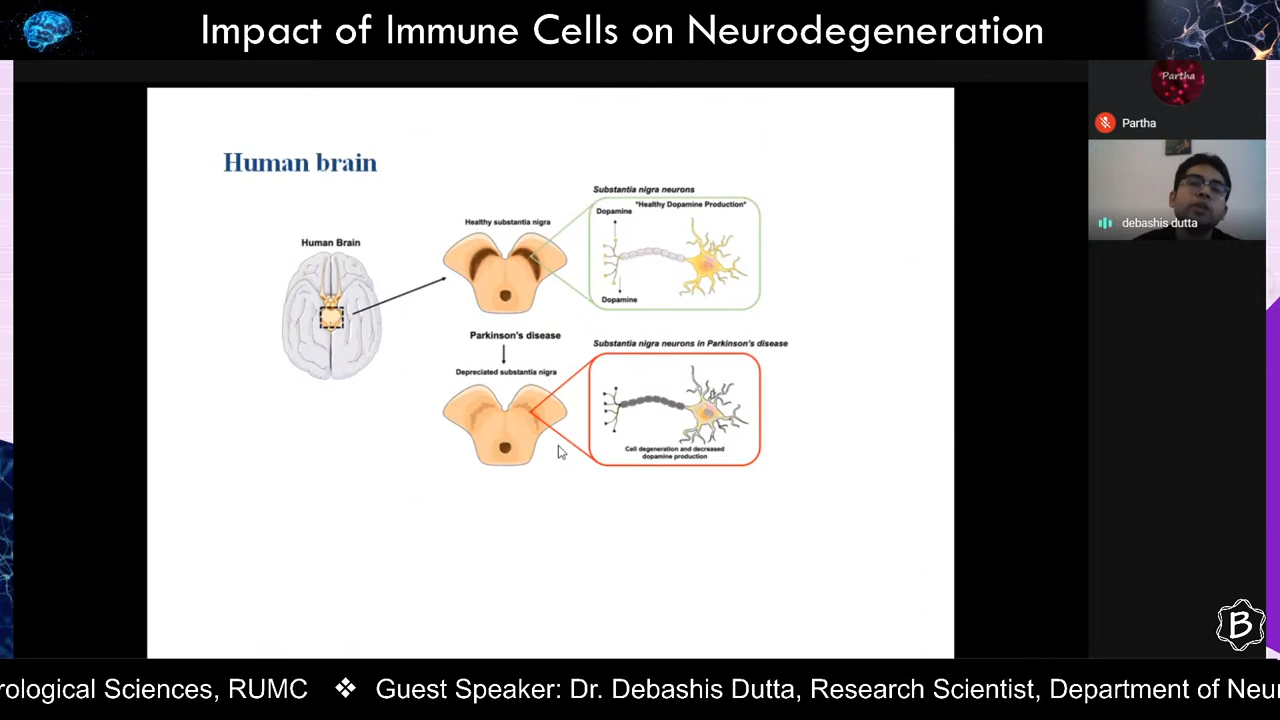 Impact of Immune Cells on Neurodegeneration
Partha
Partha
debashis dutta
Human brain
Substantia nigra neurons
"Healthy Dopamine Production"
Dopamine
Healthy substantia nigra
Human Brain
Dopamine
Parkinson's disease
Substantia nigra neurons in Parkinson's disease
Depreciated substantia nigra
Cell degeneration and decreased
dopamine production
B
rological Sciences, RUMC ❖ Guest Speaker: Dr. Debashis Dutta, Research Scientist, Department of Neur